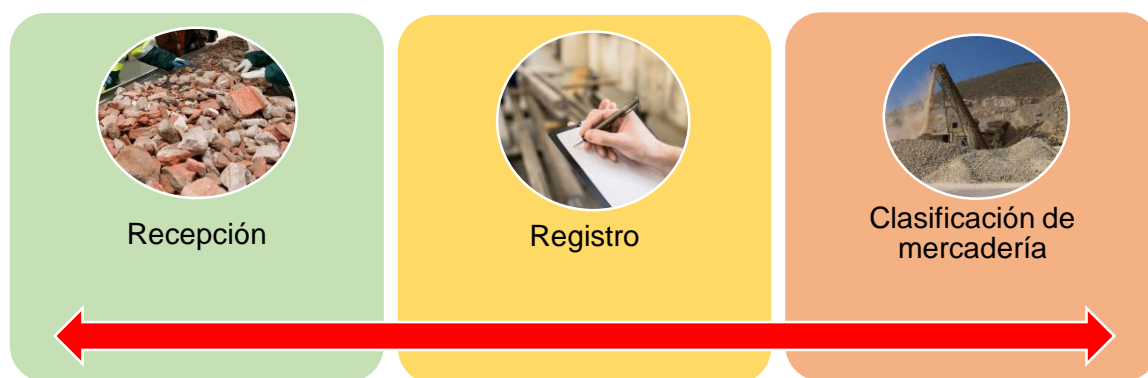 Recepción
Registro
Clasificación de
mercadería